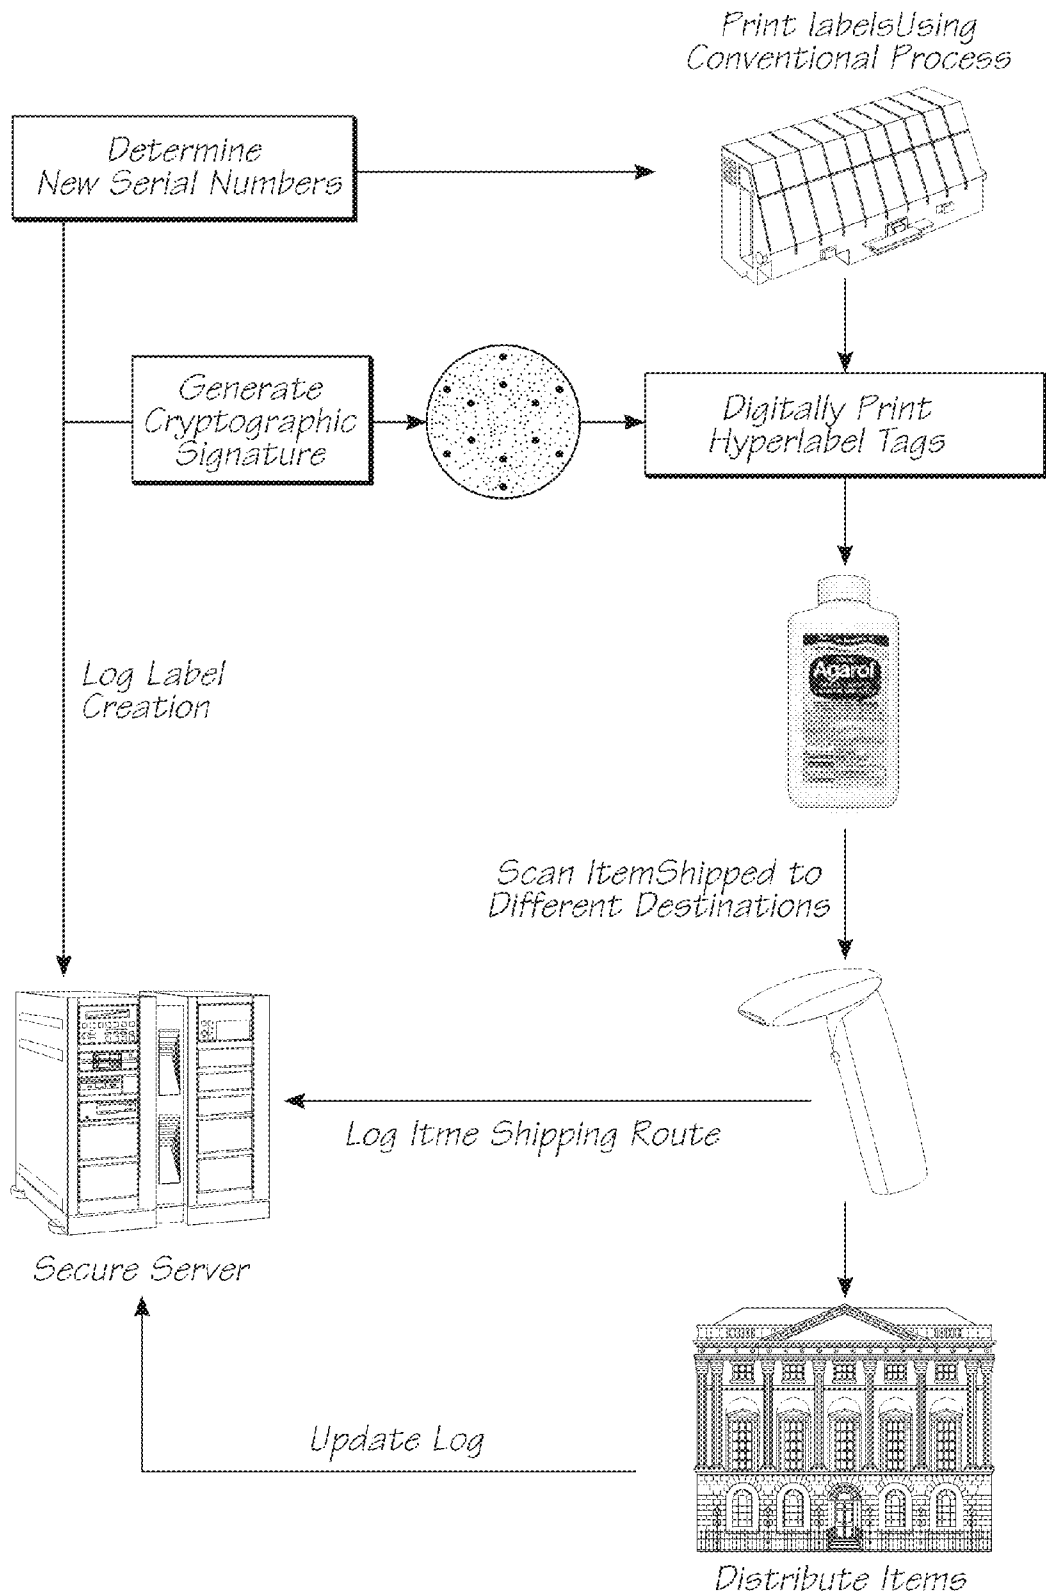 Print labelsUsing
Conventional Process
Determine
New Serial Numbers
Generate
Cryptographic
Signature
Digitally Print
Hyperlabel Tags
Log Label
Creation
Agarol
Scan ItemShipped to
Different Destinations
Log Itme Shipping Route
Secure Server
Update Log
Distribute Items